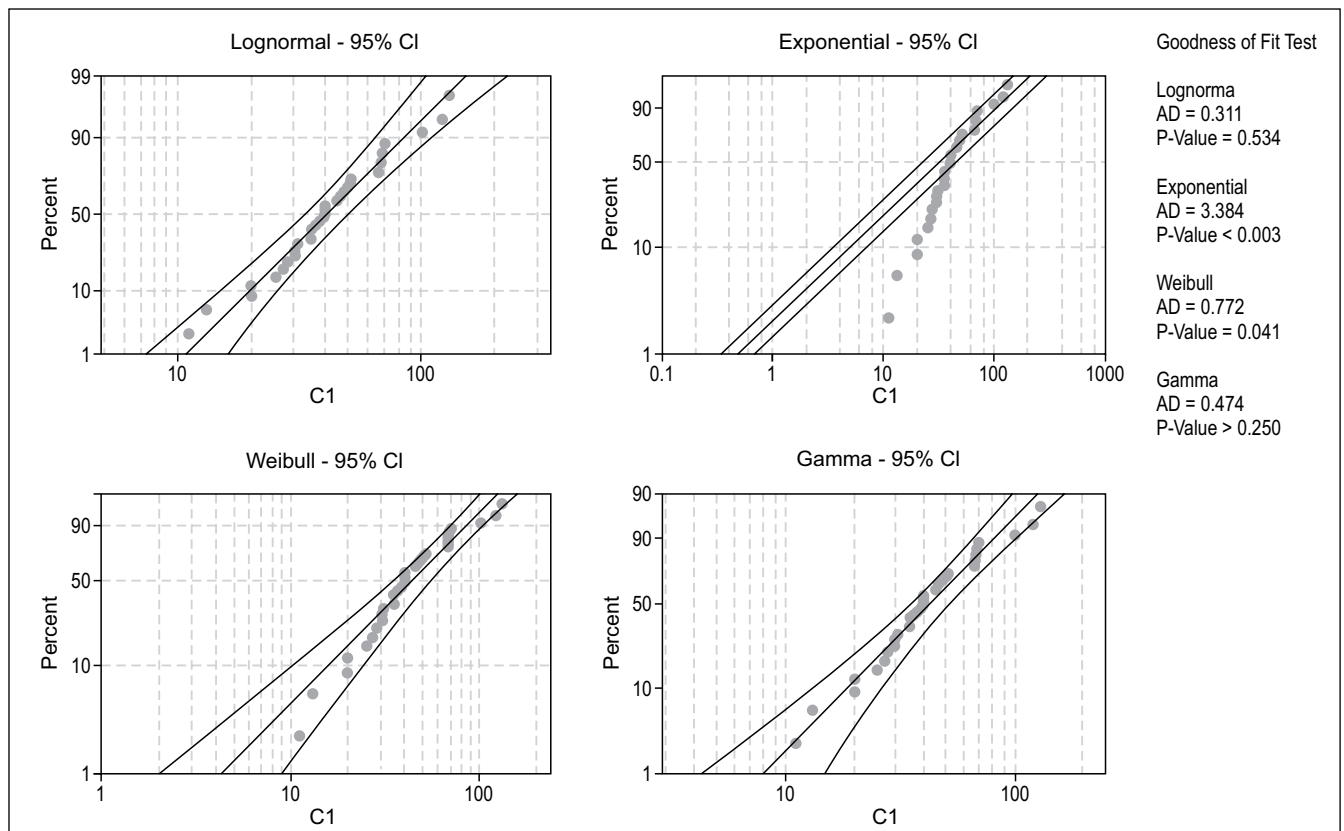 Lognormal - 95% CI
99
90
50
10
1
Percent
10
100
C1
Exponential - 95% CI
90
50
10
1
Percent
0.1
1
10
100
1000
C1
Goodness of Fit Test
Lognorma
AD = 0.311
P-Value = 0.534
Exponential
AD = 3.384
P-Value < 0.003
Weibull
AD = 0.772
P-Value = 0.041
Gamma
AD = 0.474
P-Value > 0.250
Weibull - 95% CI
90
50
10
1
Percent
1
10
100
C1
Gamma - 95% CI
90
90
50
10
1
Percent
10
100
C1